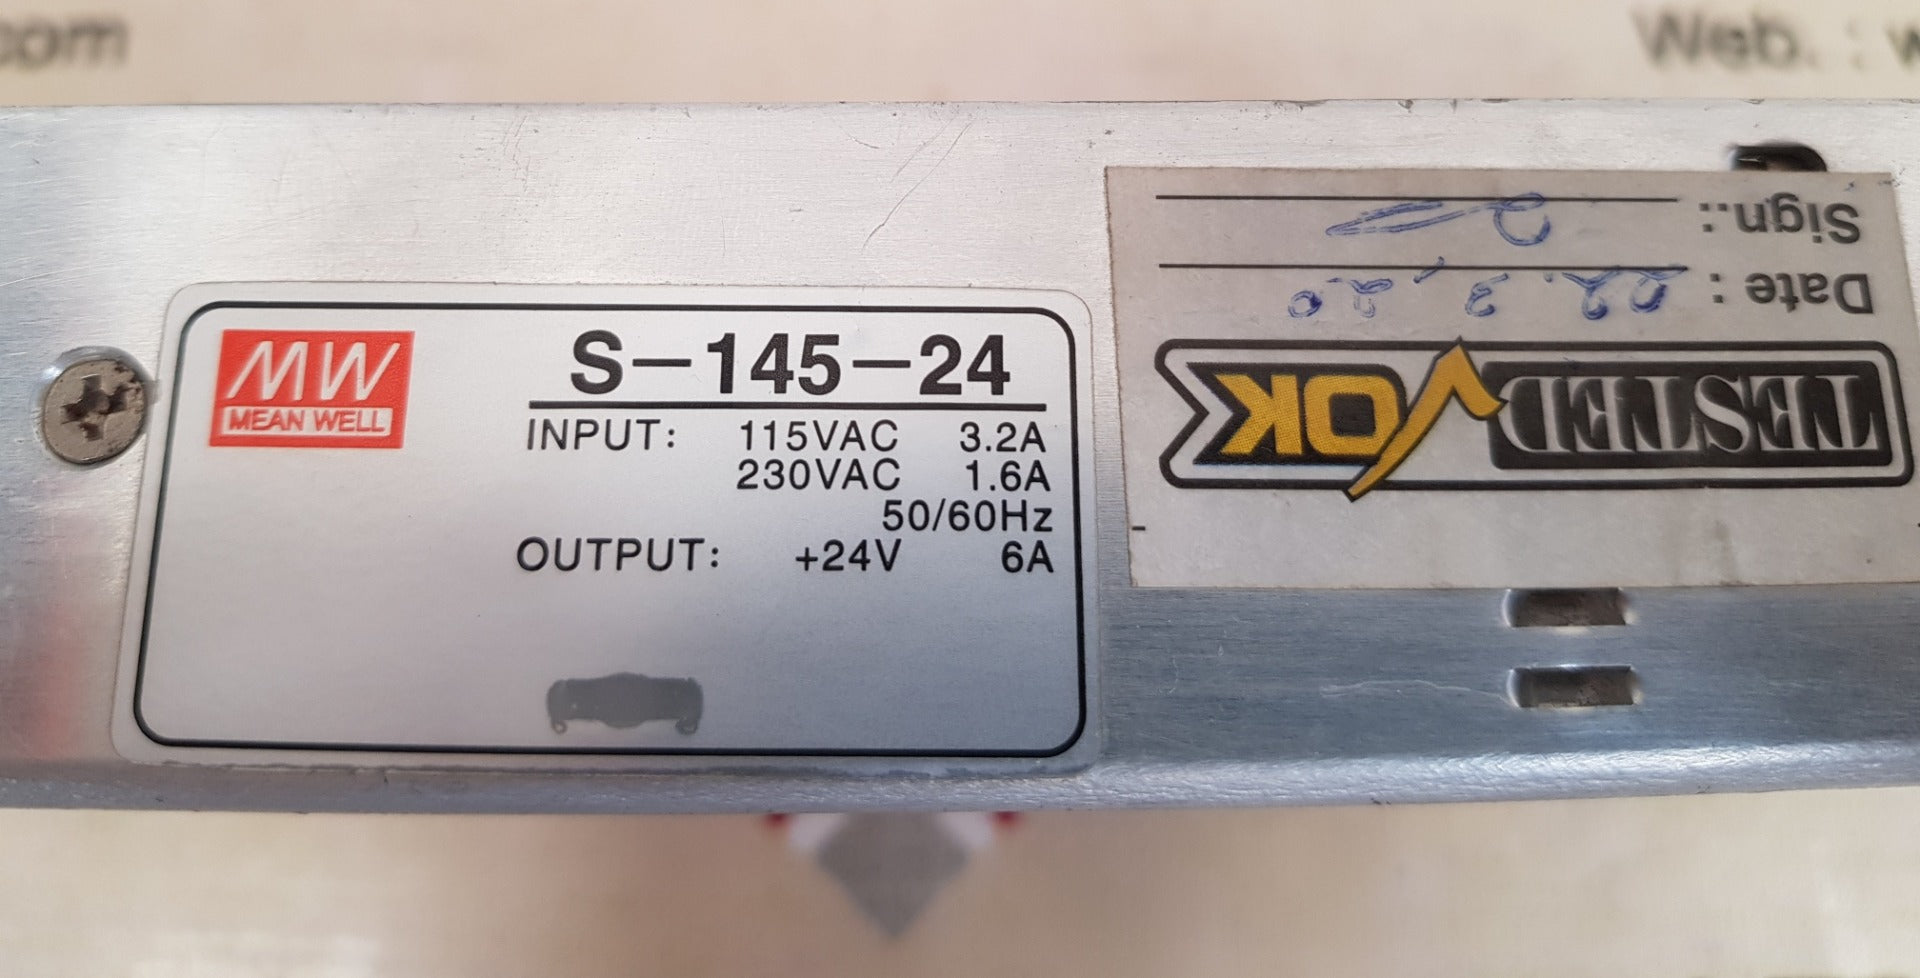 com
Web. : w
MW
MEAN WELL
S-145-24
INPUT: 115VAC 3.2A
230VAC 1.6A
50/60Hz
OUTPUT: +24V 6A
TESTED OK
Date :
Sign.: